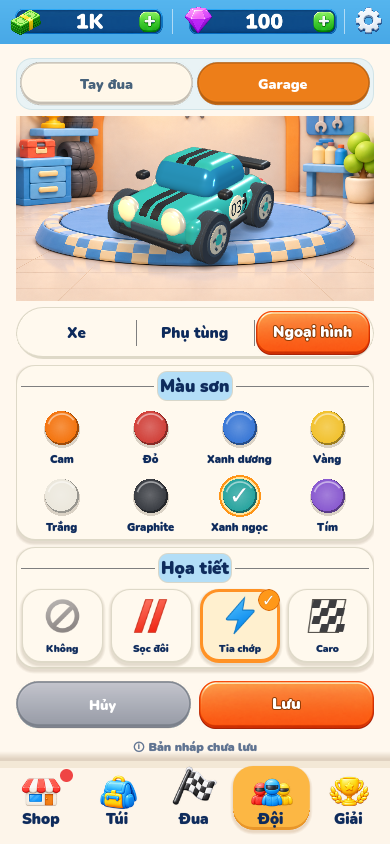 1K
100
Tay đua
Garage
03
Xe
Phụ tùng
Ngoại hình
Màu sơn
Cam
Đỏ
Xanh dương
Vàng
Trắng
Graphite
Xanh ngọc
Tím
Họa tiết
Không
Sọc đôi
Tia chớp
Caro
Hủy
Lưu
Bản nháp chưa lưu
Shop
Túi
Đua
Đội
Giải